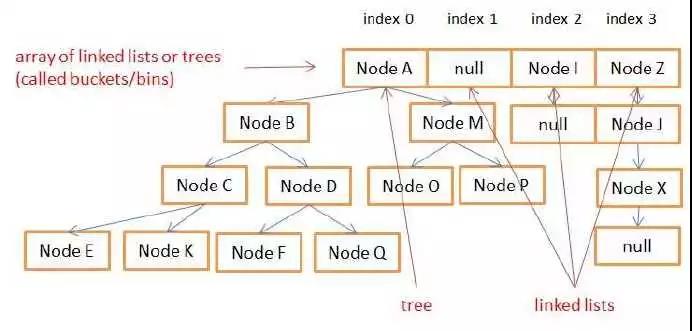 index 0 index 1 index 2 index 3
array of linked lists or trees
(called buckets/bins)
Node A null Node I Node Z
Node B Node M null Node J
Node C Node D Node O Node P Node X
Node E Node K Node F Node Q null
tree linked lists